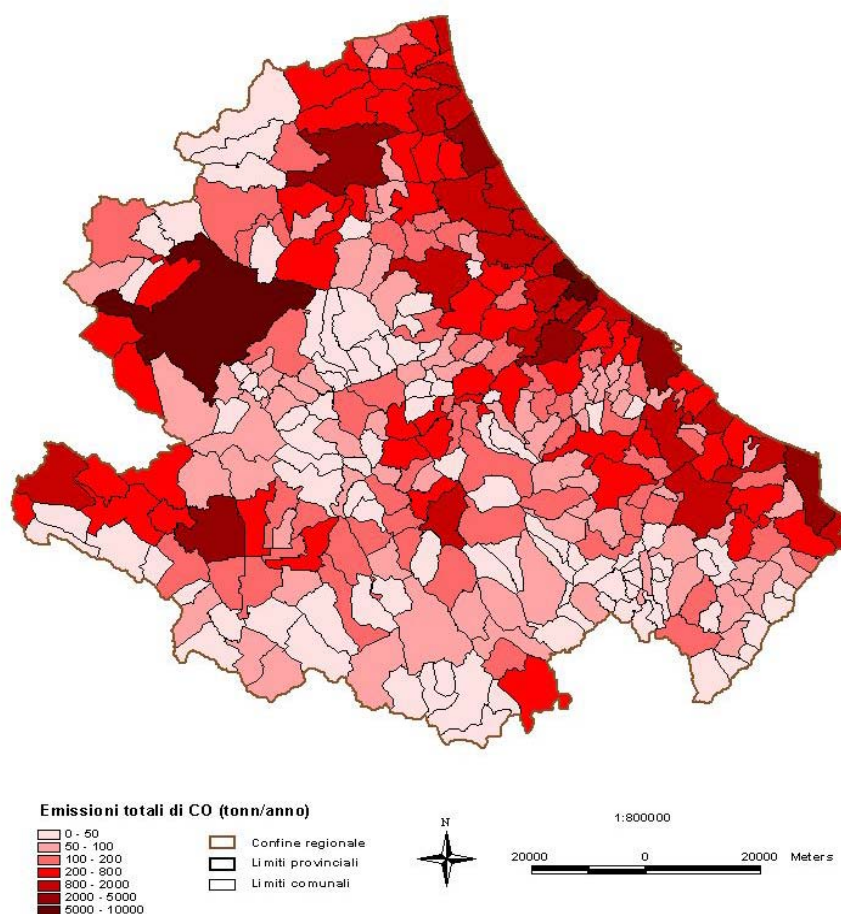 Emissioni totali di CO (tonn/anno)
0 - 50
50 - 100
100 - 200
200 - 800
800 - 2000
2000 - 5000
5000 - 10000
Confine regionale
Limiti provinciali
Limiti comunali
N
1:800000
20000 0 20000 Meters